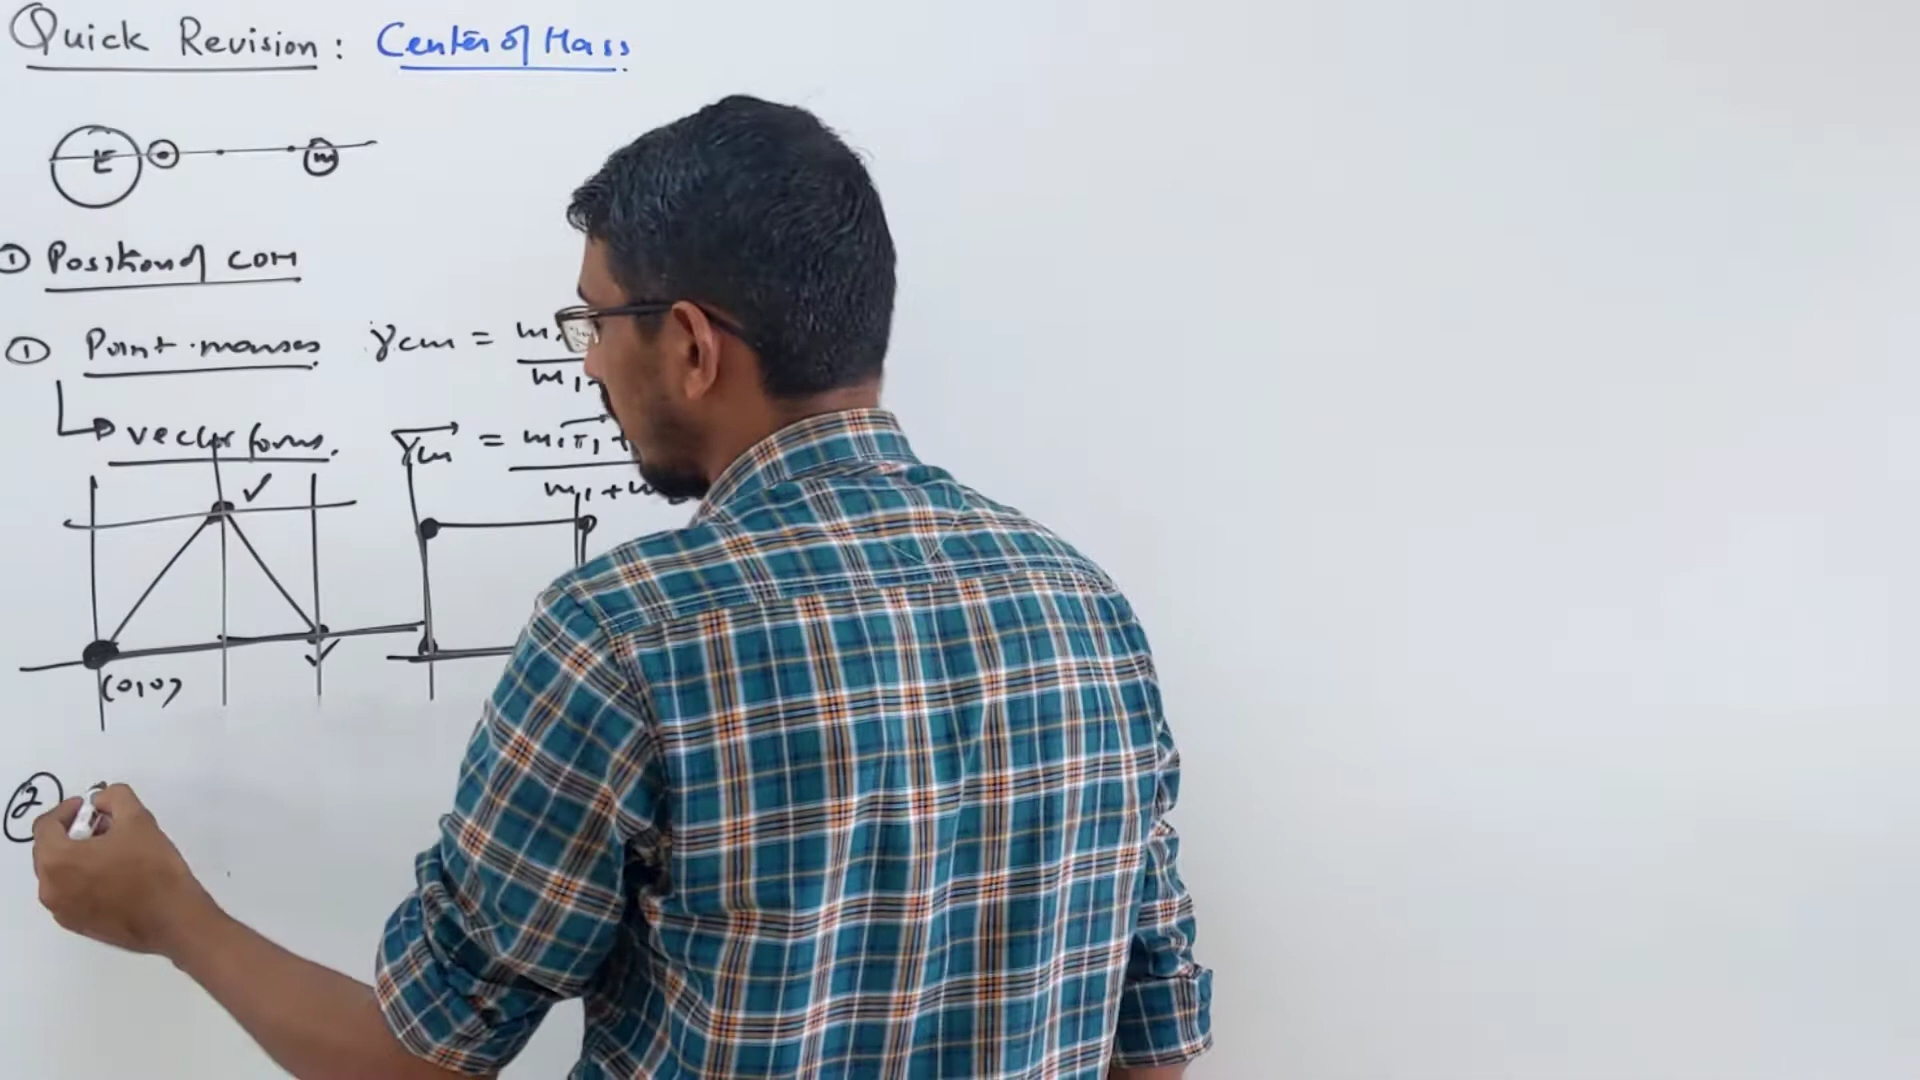 Quick Revision: Center of Mass
E m
① Position of COM
① Point masses rcm = m1
m1+
vector forms. rcm = m1r1 +
m1+m2
(0,0)
②